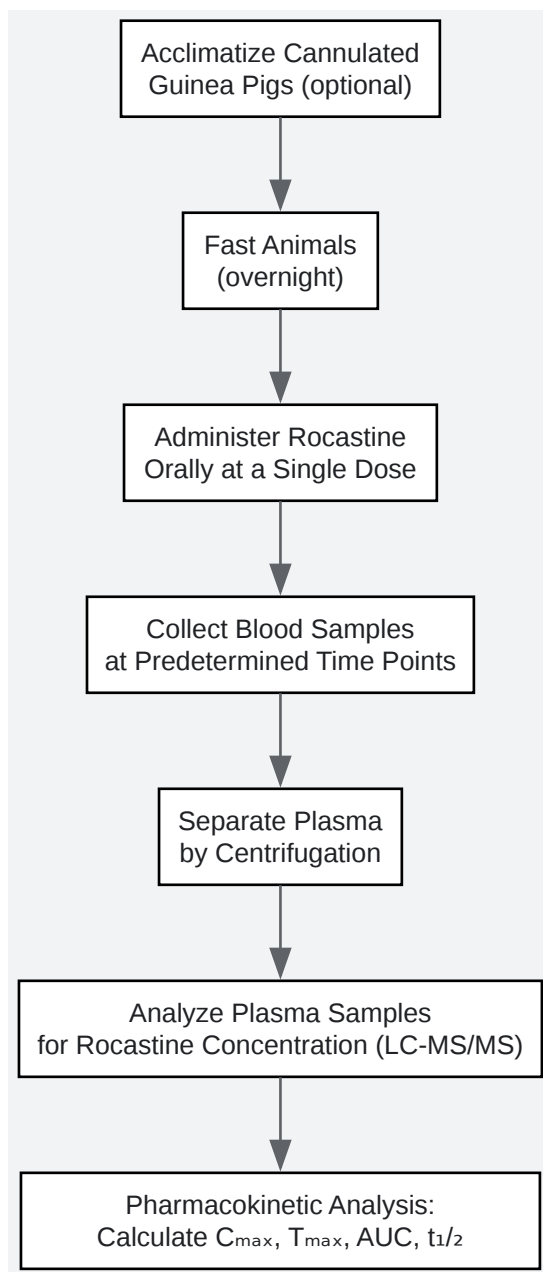 Acclimatize Cannulated
Guinea Pigs (optional)
Fast Animals
(overnight)
Administer Rocastine
Orally at a Single Dose
Collect Blood Samples
at Predetermined Time Points
Separate Plasma
by Centrifugation
Analyze Plasma Samples
for Rocastine Concentration (LC-MS/MS)
Pharmacokinetic Analysis:
Calculate Cₘₐₓ, Tₘₐₓ, AUC, t₁/₂